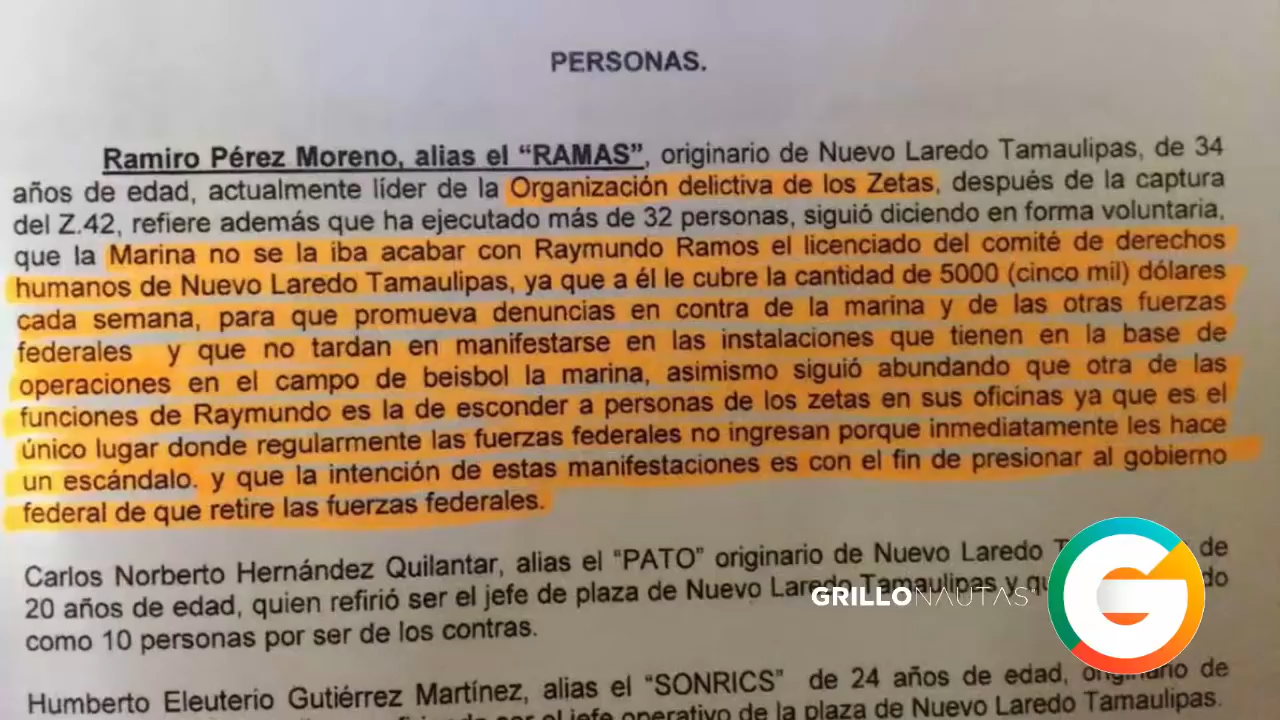 PERSONAS.
Ramiro Pérez Moreno, alias el “RAMAS”, originario de Nuevo Laredo Tamaulipas, de 34
años de edad, actualmente líder de la Organización delictiva de los Zetas, después de la captura
del Z.42, refiere además que ha ejecutado más de 32 personas, siguió diciendo en forma voluntaria,
que la Marina no se la iba acabar con Raymundo Ramos el licenciado del comité de derechos
humanos de Nuevo Laredo Tamaulipas, ya que a él le cubre la cantidad de 5000 (cinco mil) dólares
cada semana, para que promueva denuncias en contra de la marina y de las otras fuerzas
federales y que no tardan en manifestarse en las instalaciones que tienen en la base de
operaciones en el campo de beisbol la marina, asimismo siguió abundando que otra de las
funciones de Raymundo es la de esconder a personas de los zetas en sus oficinas ya que es el
único lugar donde regularmente las fuerzas federales no ingresan porque inmediatamente les hace
un escándalo. y que la intención de estas manifestaciones es con el fin de presionar al gobierno
federal de que retire las fuerzas federales.
Carlos Norberto Hernández Quilantar, alias el “PATO” originario de Nuevo Laredo de
20 años de edad, quien refirió ser el jefe de plaza de Nuevo Laredo Tamaulipas y
como 10 personas por ser de los contras.
GRILLONAUTAS
G
Humberto Eleuterio Gutiérrez Martínez, alias el “SONRICS” de 24 años de edad, originario de
ser el jefe operativo de la plaza de Nuevo Laredo Tamaulipas.